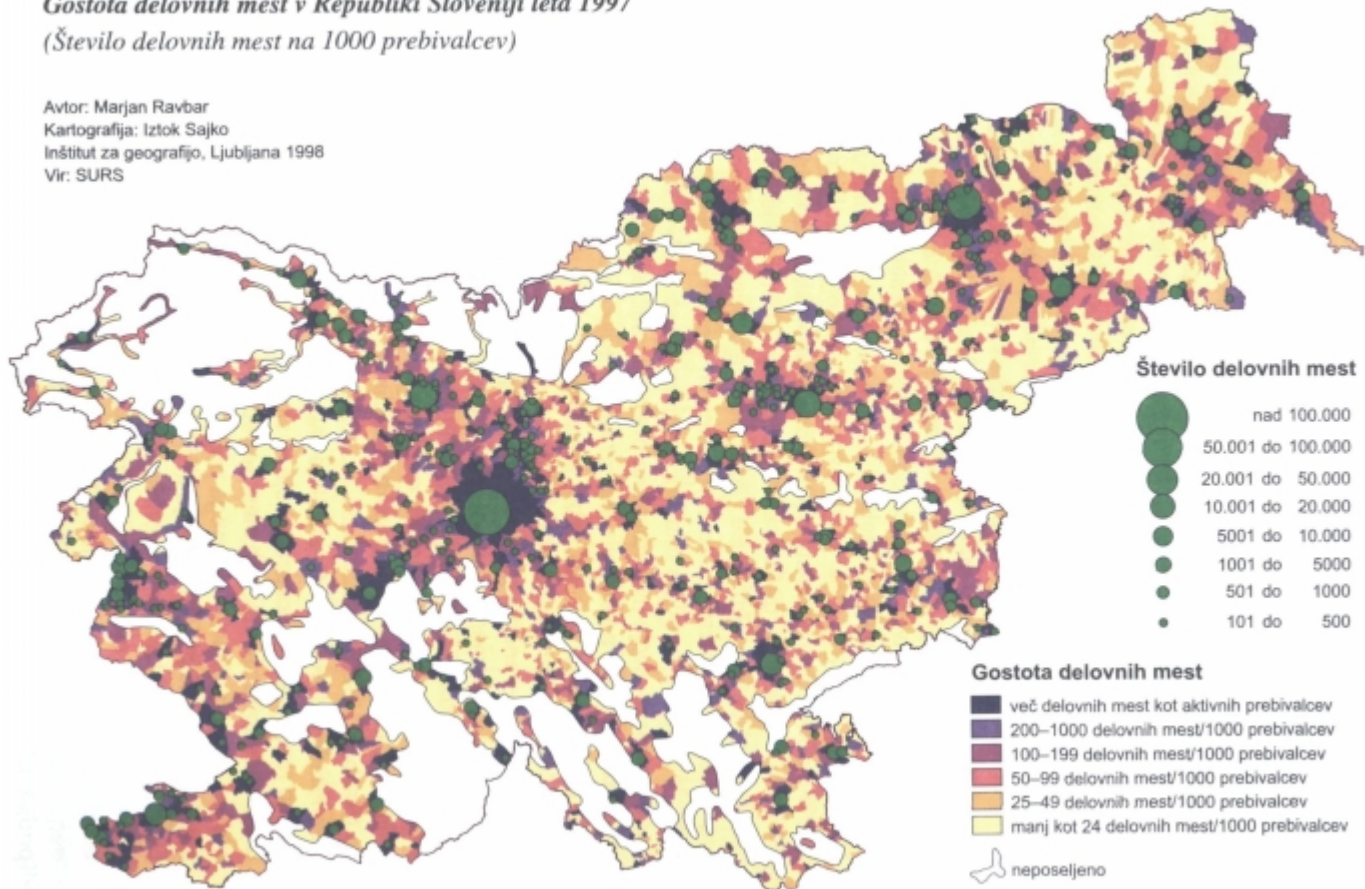 Gostota delovnih mest v Republiki Sloveniji leta 1997
(Število delovnih mest na 1000 prebivalcev)
Avtor: Marjan Ravbar
Kartografija: Iztok Sajko
Inštitut za geografijo, Ljubljana 1998
Vir: SURS
Število delovnih mest
nad 100.000
50.001 do 100.000
20.001 do 50.000
10.001 do 20.000
5001 do 10.000
1001 do 5000
501 do 1000
101 do 500
Gostota delovnih mest
več delovnih mest kot aktivnih prebivalcev
200–1000 delovnih mest/1000 prebivalcev
100–199 delovnih mest/1000 prebivalcev
50–99 delovnih mest/1000 prebivalcev
25–49 delovnih mest/1000 prebivalcev
manj kot 24 delovnih mest/1000 prebivalcev
neposeljeno